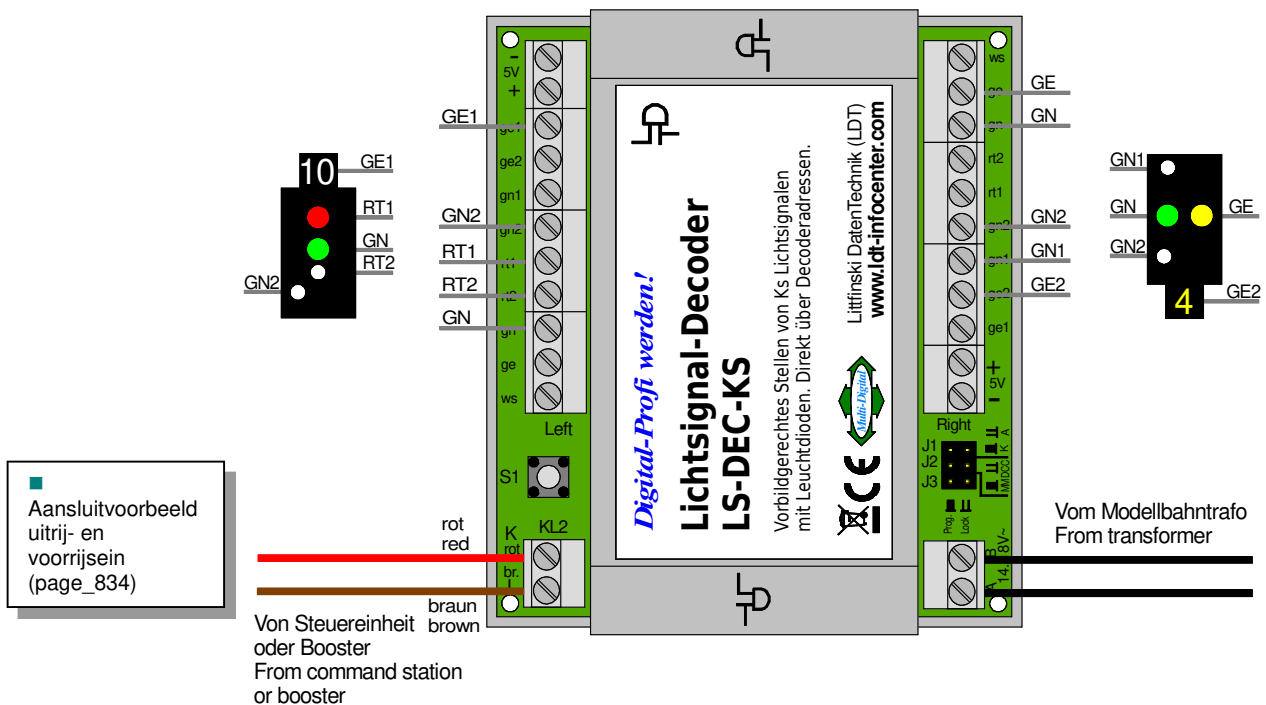 -
5V
+
ge1
ge2
gn1
gn2
rt1
rt2
gn
ge
ws
Left
S1
K
rot
KL2
br.
GE1
GN2
RT1
RT2
GN
10
GE1
RT1
GN
RT2
GN2
Aansluitvoorbeeld
uitrij- en
voorrijsein
(page_834)
rot
red
braun
brown
Von Steuereinheit
oder Booster
From command station
or booster
Digital-Profi werden!
Lichtsignal-Decoder
LS-DEC-KS
Vorbildgerechtes Stellen von Ks Lichtsignalen
mit Leuchtdioden. Direkt über Decoderadressen.
Littfinski DatenTechnik (LDT)
www.ldt-infocenter.com
Multi-Digital
CE
ws
ge
gn
rt2
rt1
gn2
gn1
ge2
ge1
+
5V
-
Right
J1
J2
J3
A
K
DCC
MM
Prog.
Lock
B
A
8V~
GE
GN
GN2
GN1
GE2
GN1
GN
GE
GN2
4
GE2
Vom Modellbahntrafo
From transformer